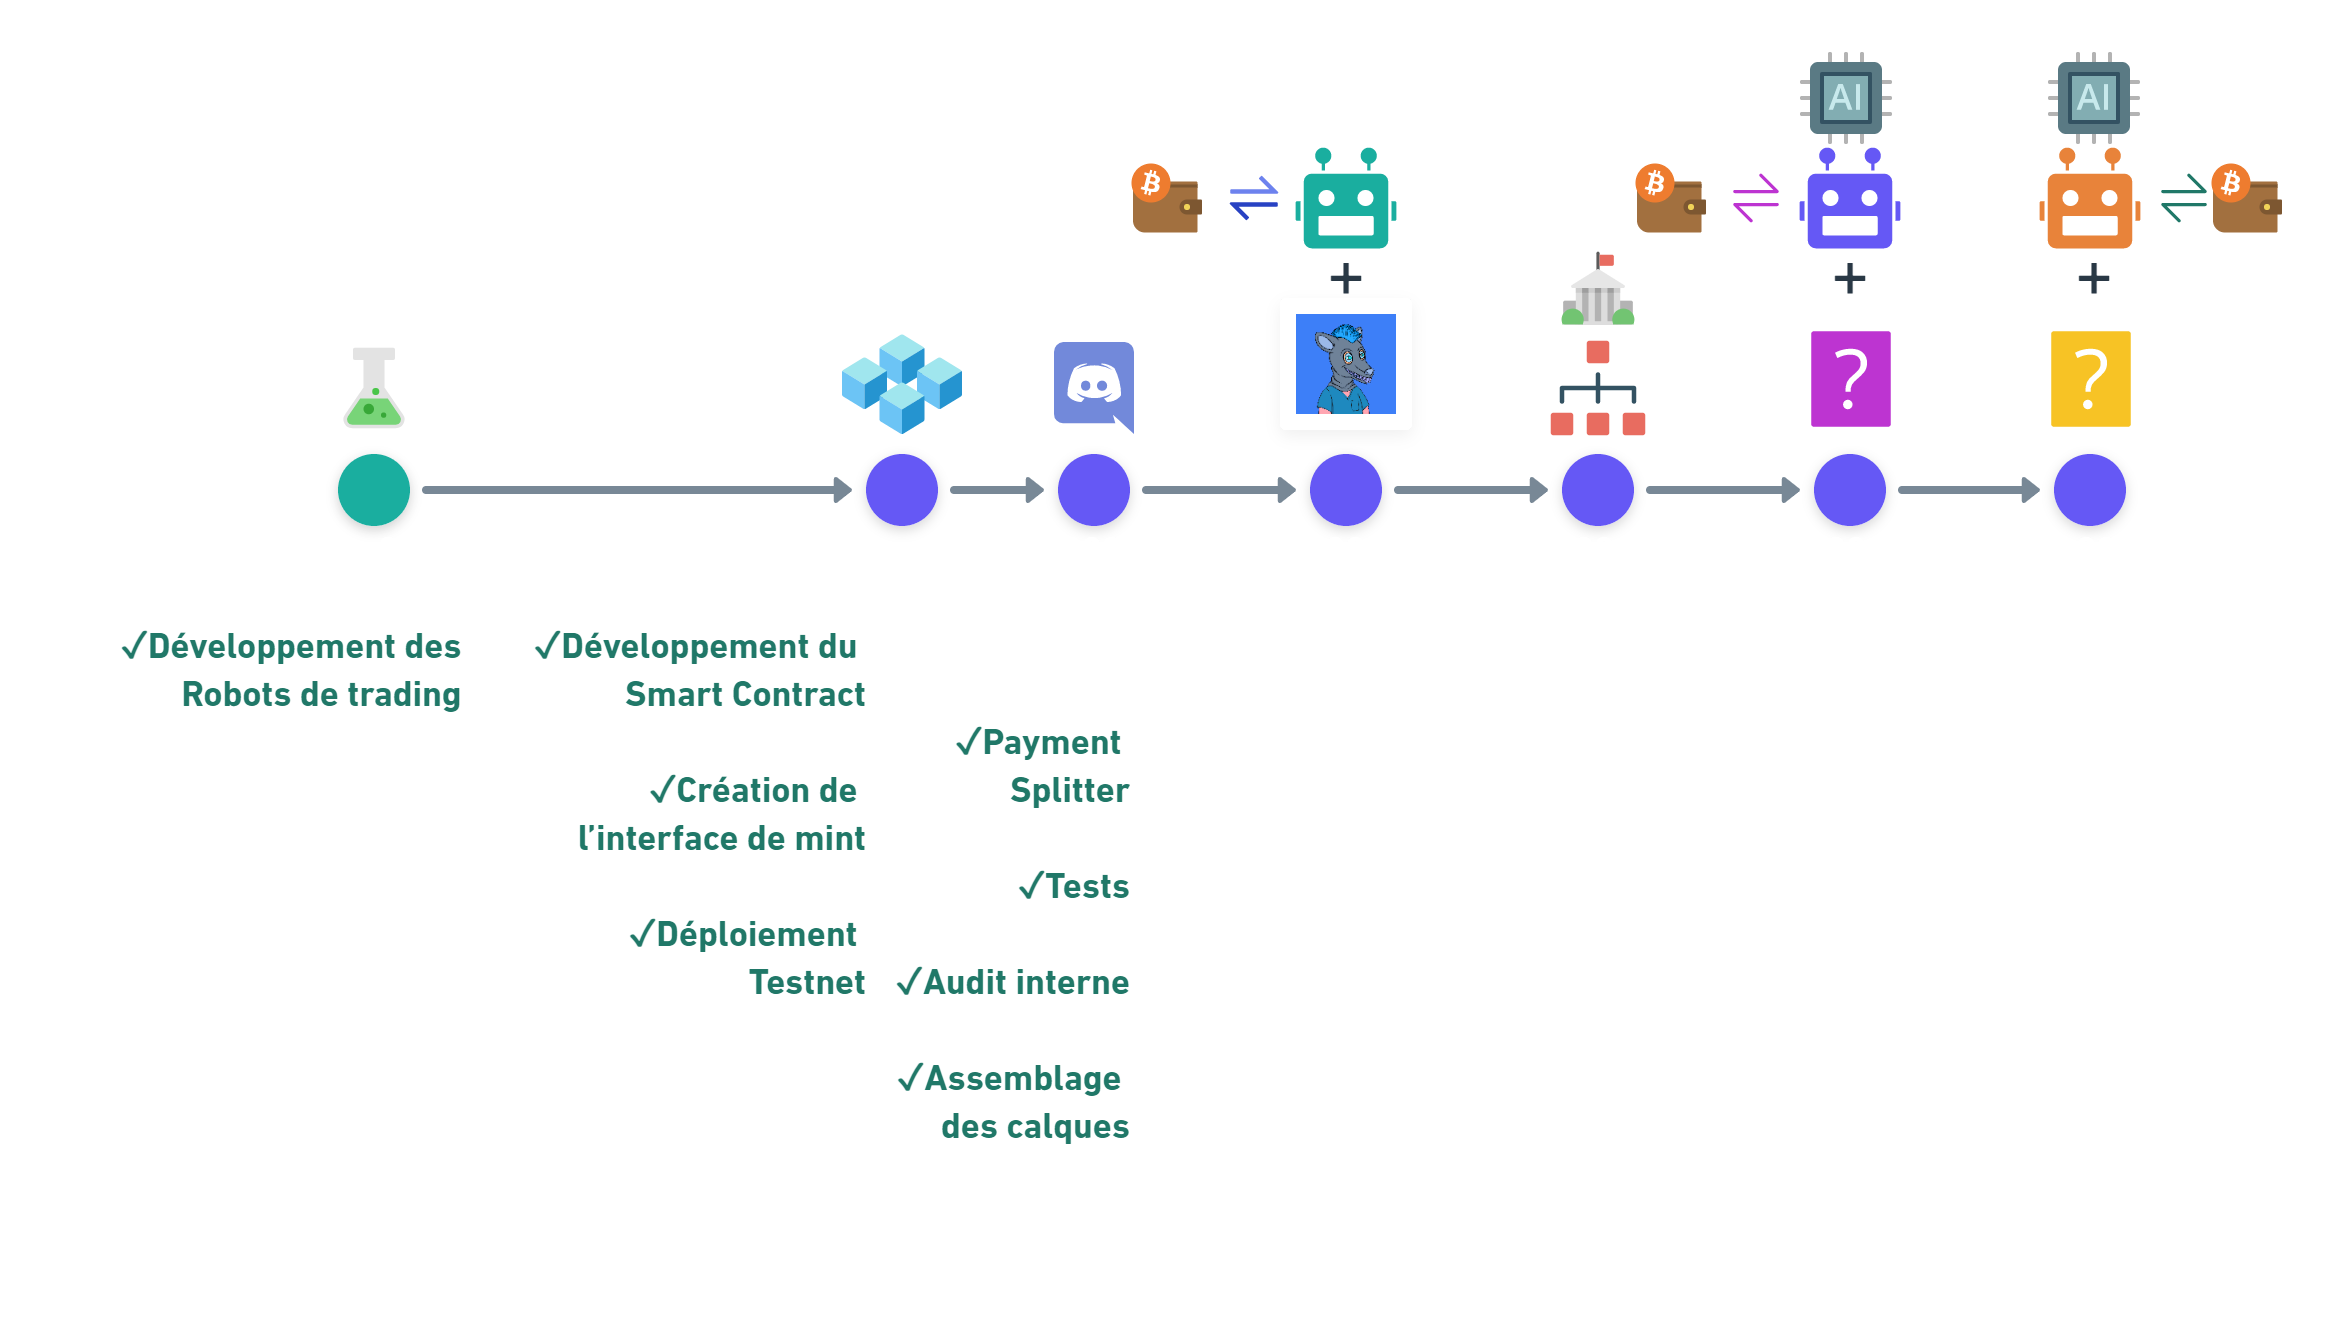 AI
AI
+
+
+
?
?
✓Développement des
Robots de trading
✓Développement du
Smart Contract
✓Création de
l’interface de mint
✓Déploiement
Testnet
✓Payment
Splitter
✓Tests
✓Audit interne
✓Assemblage
des calques